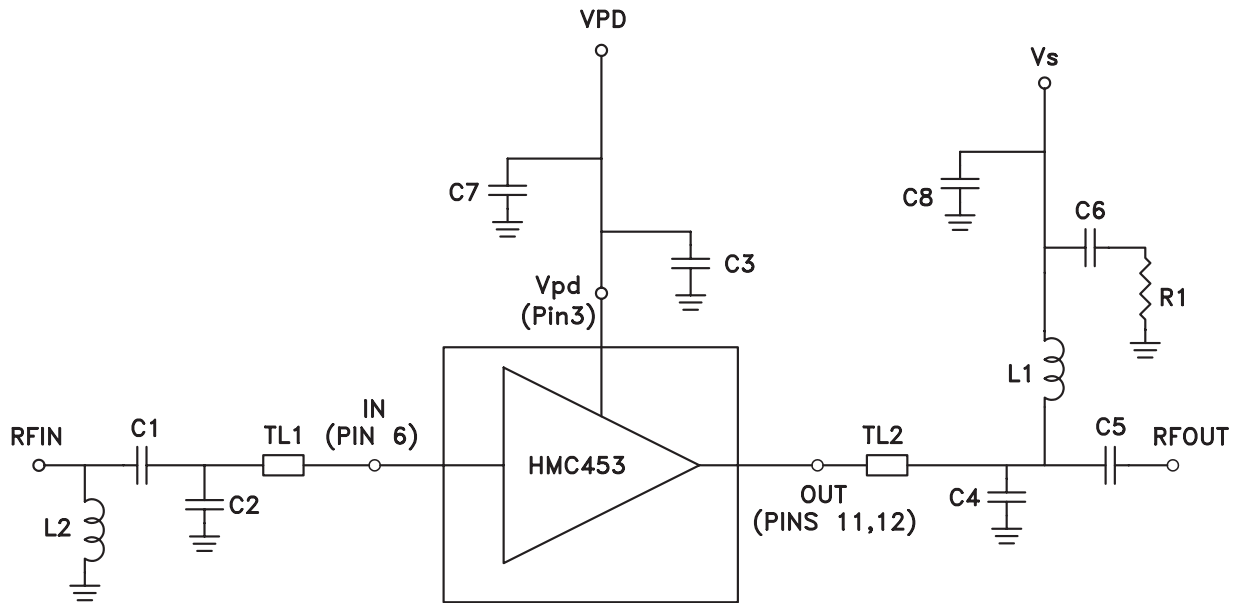 VPD
Vs
C7
C8
C6
C3
Vpd
(Pin3)
R1
L1
IN
(PIN 6)
RFIN
C1
TL1
TL2
C5
RFOUT
HMC453
L2
C2
OUT
(PINS 11,12)
C4